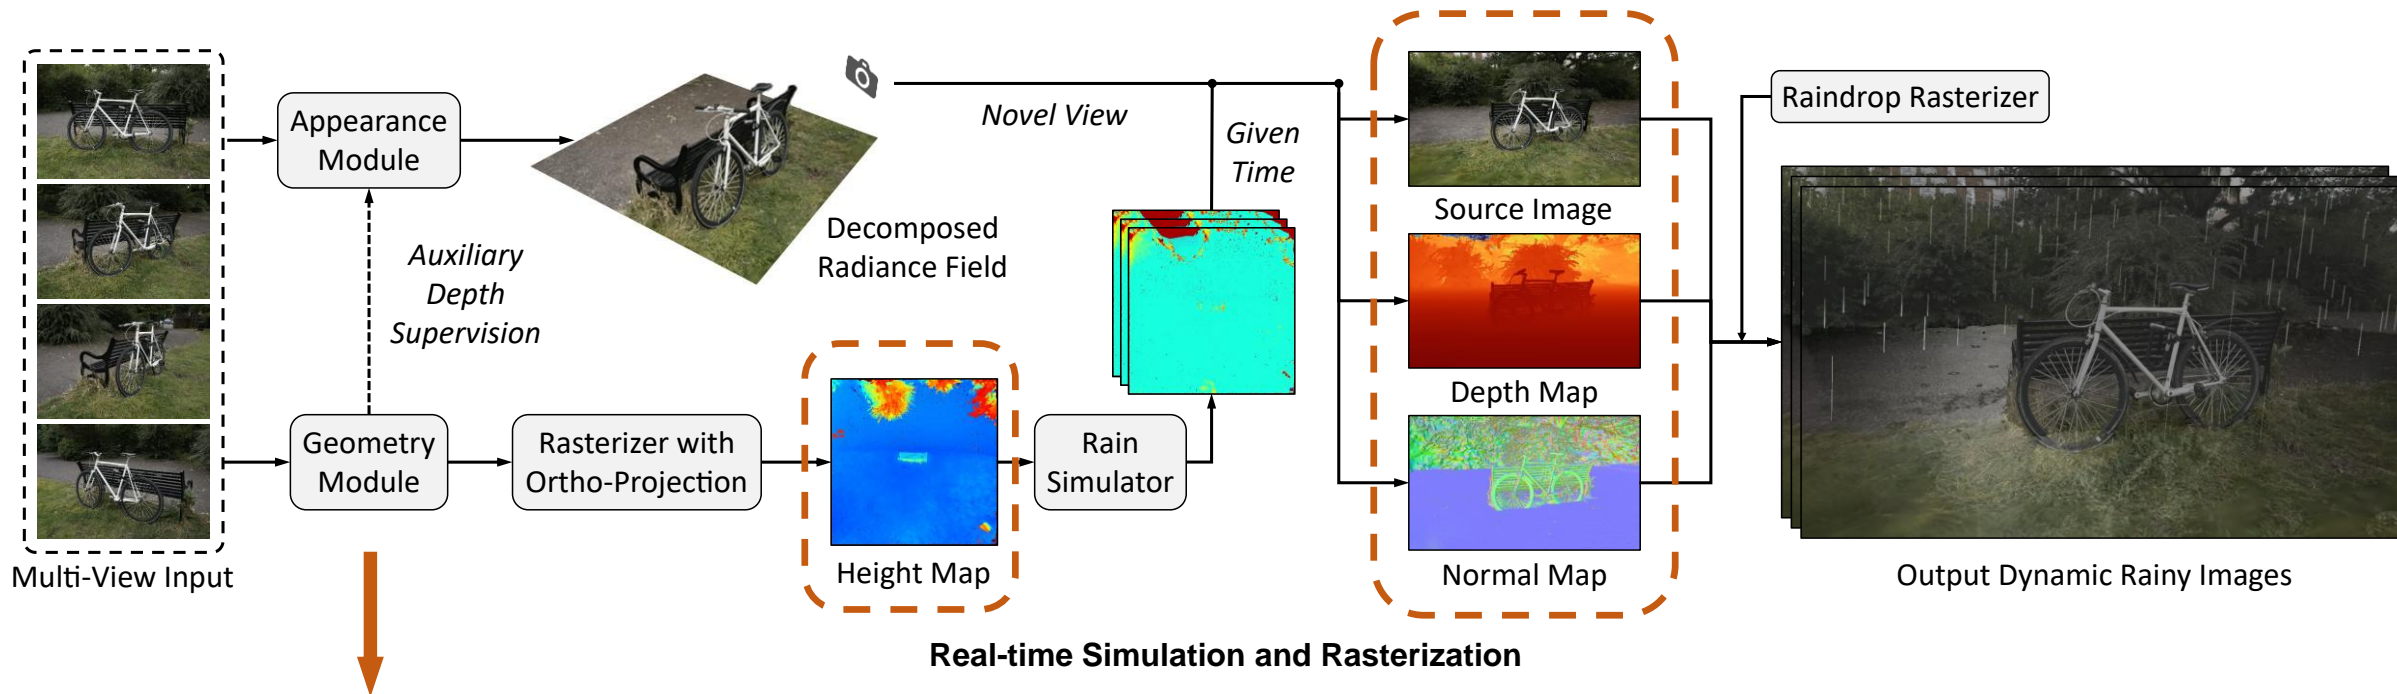 Multi-View Input
Appearance
Module
Auxiliary
Depth
Supervision
Geometry
Module
Decomposed
Radiance Field
Rasterizer with
Ortho-Projection
Height Map
Rain
Simulator
Novel View
Given
Time
Source Image
Depth Map
Normal Map
Raindrop Rasterizer
Output Dynamic Rainy Images
Real-time Simulation and Rasterization